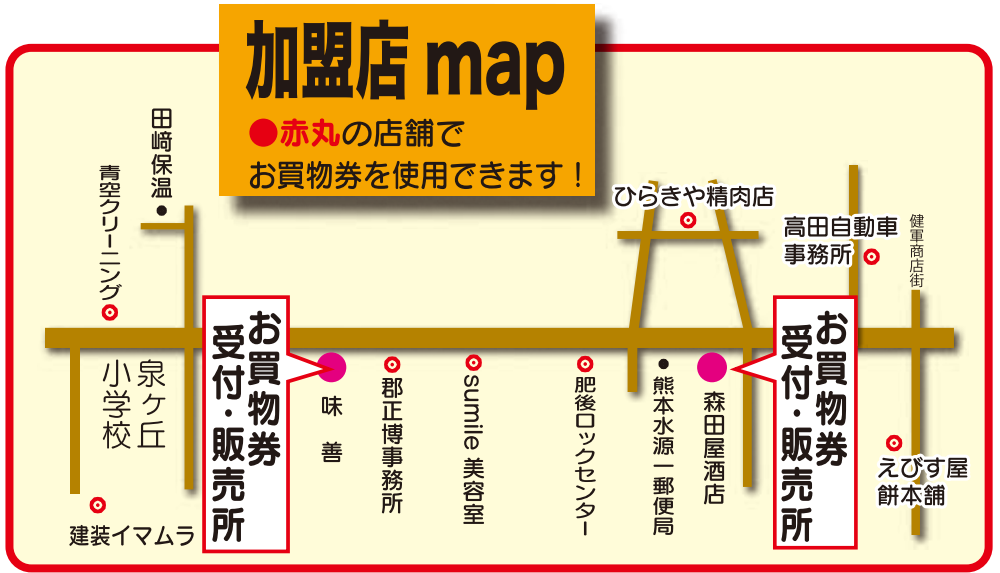 加盟店 map
●赤丸の店舗で
お買物券を使用できます！
田﨑保温
青空クリーニング
ひらきや精肉店
高田自動車
事務所
健軍商店街
お買物券
受付・販売所
お買物券
受付・販売所
泉ヶ丘
小学校
味善
郡正博事務所
sumile 美容室
肥後ロックセンター
熊本水源一郵便局
森田屋酒店
えびす屋
餅本舗
建装イマムラ